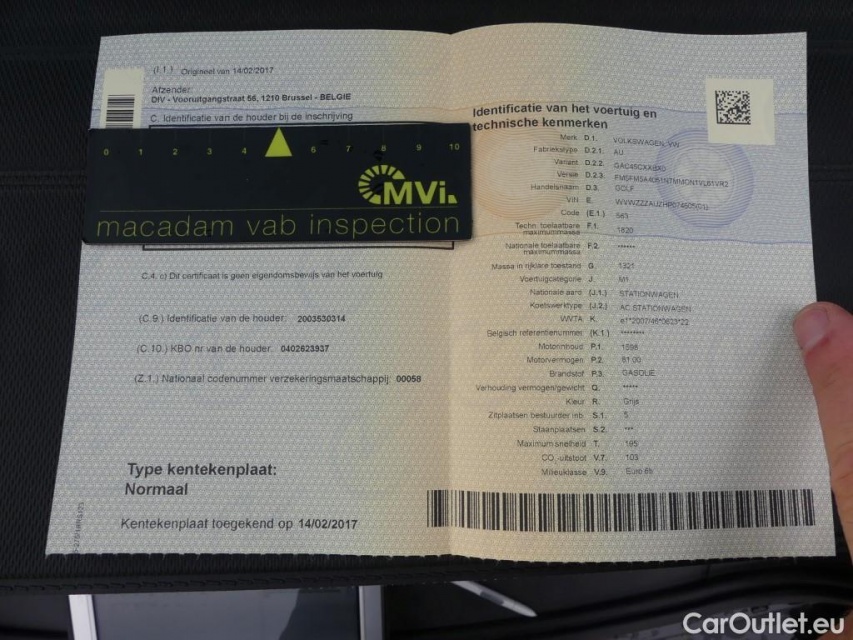 (I.1.) Origineel van 14/02/2017
Afzender:
DIV - Vooruitgangstraat 56, 1210 Brussel - BELGIE
C. Identificatie van de houder bij de inschrijving
0 1 2 3 4 6 7 8 9 10
MVi.
macadam vab inspection
C.4. c) Dit certificaat is geen eigendomsbewijs van het voertuig
(C.9.) Identificatie van de houder: 2003530314
(C.10.) KBO nr van de houder: 0402623937
(Z.1.) Nationaal codenummer verzekeringsmaatschappij: 00058
Type kentekenplaat:
Normaal
Kentekenplaat toegekend op 14/02/2017
Identificatie van het voertuig en
technische kenmerken
Merk D.1. VOLKSWAGEN, VW
Fabriekstype D.2.1. AU
Variant D.2.2.
Versie D.2.3.
Handelsnaam D.3. GOLF
VIN E.
Code (E.1.) 561
Techn. toelaatbare maximummassa F.1. 1820
Nationale toelaatbare maximummassa F.2. ******
Massa in rijklare toestand G. 1321
Voertuigcategorie J. M1
Nationale aard (J.1.) STATIONWAGEN
Koetswerktype (J.2.) AC STATIONWAGEN
WVTA K. e1*2007/46*0623*22
Belgisch referentienummer (K.1.) ********
Motorinhoud P.1. 1598
Motorvermogen P.2. 81.00
Brandstof P.3. GASOLIE
Verhouding vermogen/gewicht Q. *****
Kleur R. Grijs
Zitplaatsen bestuurder inb. S.1. 5
Staanplaatsen S.2. ***
Maximum snelheid T. 195
CO₂-uitstoot V.7. 103
Milieuklasse V.9. Euro 6b
CarOutlet.eu